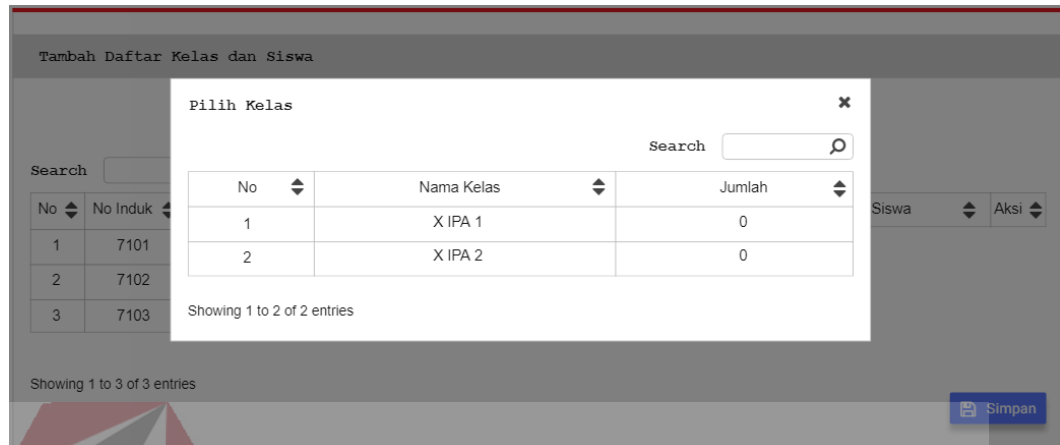 Tambah Daftar Kelas dan Siswa
Pilih Kelas
Search
No Nama Kelas Jumlah
1 X IPA 1 0
2 X IPA 2 0
Showing 1 to 2 of 2 entries
Search
No No Induk Siswa Aksi
1 7101
2 7102
3 7103
Showing 1 to 3 of 3 entries
Simpan